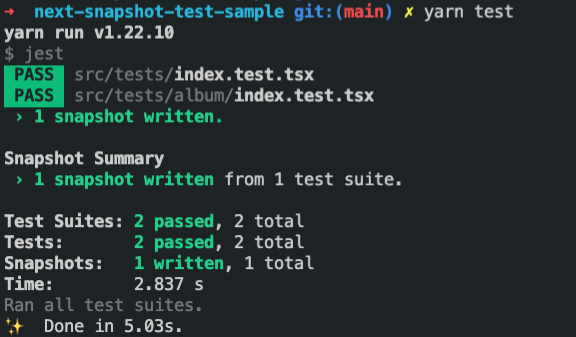 → next-snapshot-test-sample git:(main) ✗ yarn test
yarn run v1.22.10
$ jest
PASS src/tests/index.test.tsx
PASS src/tests/album/index.test.tsx
› 1 snapshot written.
Snapshot Summary
› 1 snapshot written from 1 test suite.
Test Suites: 2 passed, 2 total
Tests: 2 passed, 2 total
Snapshots: 1 written, 1 total
Time: 2.837 s
Ran all test suites.
✨ Done in 5.03s.